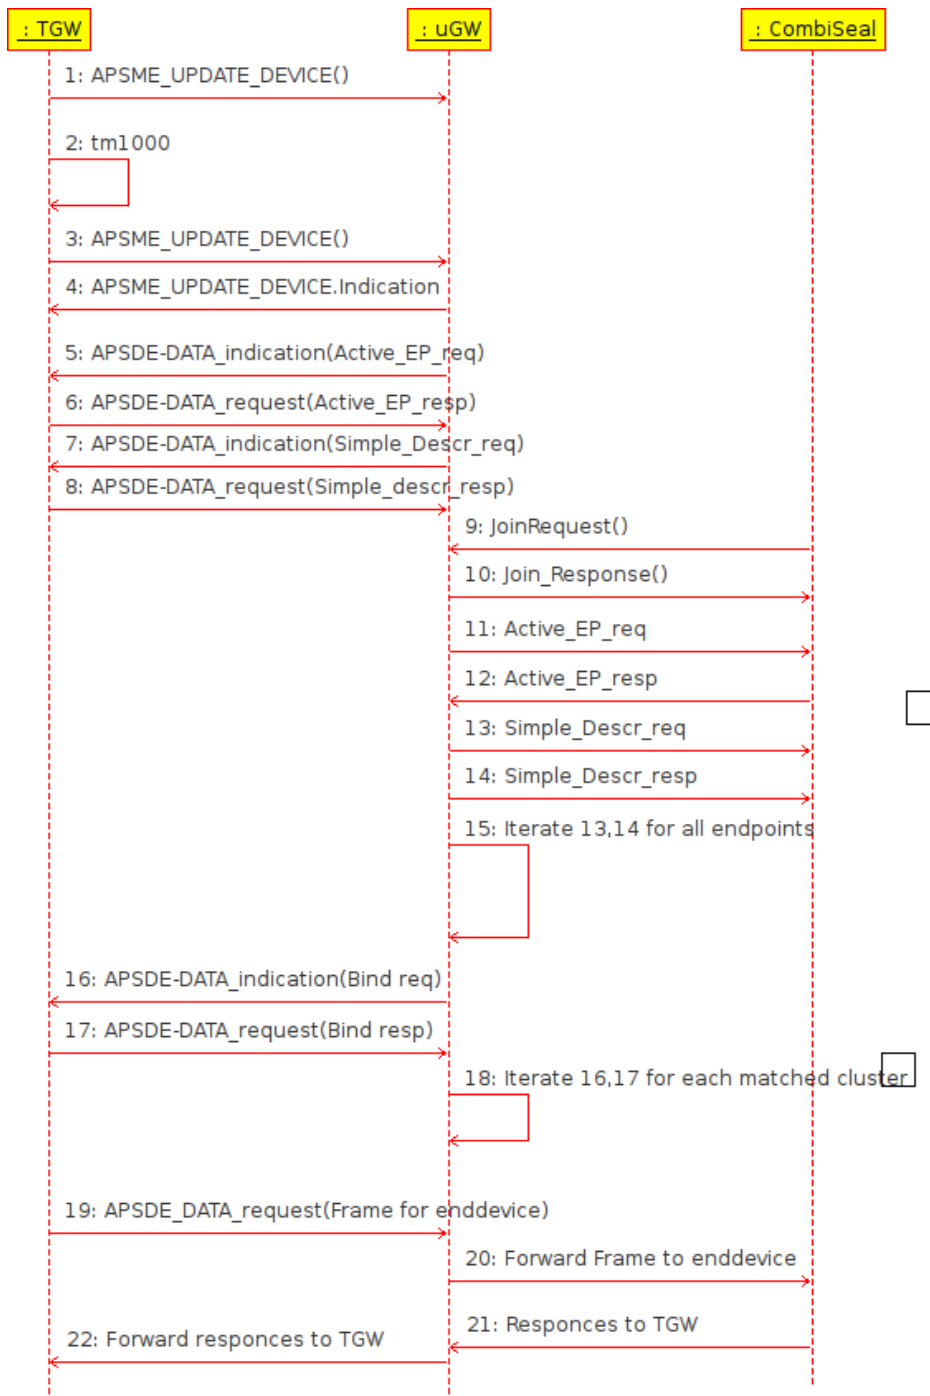 : TGW
: uGW
: CombiSeal
1: APSME_UPDATE_DEVICE()
2: tm1000
3: APSME_UPDATE_DEVICE()
4: APSME_UPDATE_DEVICE.Indication
5: APSDE-DATA_indication(Active_EP_req)
6: APSDE-DATA_request(Active_EP_resp)
7: APSDE-DATA_indication(Simple_Descr_req)
8: APSDE-DATA_request(Simple_descr_resp)
9: JoinRequest()
10: Join_Response()
11: Active_EP_req
12: Active_EP_resp
13: Simple_Descr_req
14: Simple_Descr_resp
15: Iterate 13,14 for all endpoints
16: APSDE-DATA_indication(Bind req)
17: APSDE-DATA_request(Bind resp)
18: Iterate 16,17 for each matched cluster
19: APSDE_DATA_request(Frame for enddevice)
20: Forward Frame to enddevice
21: Responces to TGW
22: Forward responces to TGW